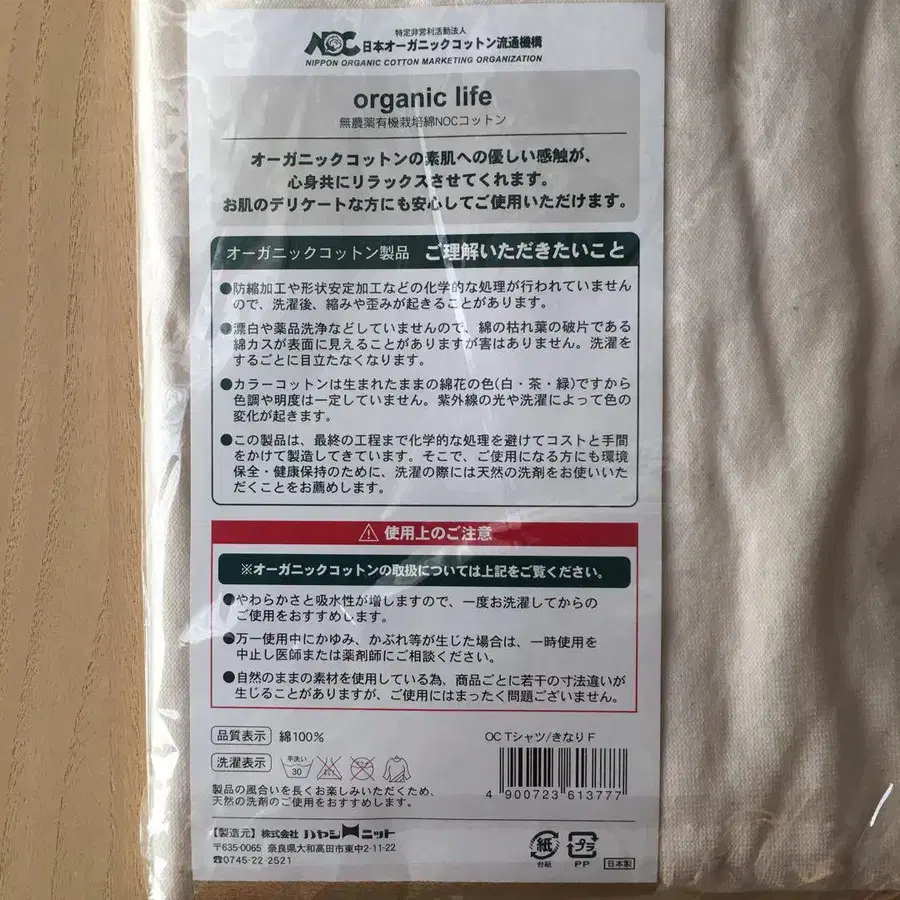 特定非営利活動法人
NOC 日本オーガニックコットン流通機構
NIPPON ORGANIC COTTON MARKETING ORGANIZATION
organic life
無農薬有機栽培綿NOCコットン
オーガニックコットンの素肌への優しい感触が、
心身共にリラックスさせてくれます。
お肌のデリケートな方にも安心してご使用いただけます。
オーガニックコットン製品 ご理解いただきたいこと
●防縮加工や形状安定加工などの化学的な処理が行われていません
ので、洗濯後、縮みや歪みが起きることがあります。
●漂白や薬品洗浄などしていませんので、綿の枯れ葉の破片である
綿カスが表面に見えることがありますが害はありません。洗濯を
するごとに目立たなくなります。
●カラーコットンは生まれたままの綿花の色(白・茶・緑)ですから
色調や明度は一定していません。紫外線の光や洗濯によって色の
変化が起きます。
●この製品は、最終の工程まで化学的な処理を避けてコストと手間
をかけて製造してきています。そこで、ご使用になる方にも環境
保全・健康保持のために、洗濯の際には天然の洗剤をお使いいた
だくことをお薦めします。
⚠ 使用上のご注意
※オーガニックコットンの取扱については上記をご覧ください。
●やわらかさと吸水性が増しますので、一度お洗濯してからの
ご使用をおすすめします。
●万一使用中にかゆみ、かぶれ等が生じた場合は、一時使用を
中止し医師または薬剤師にご相談ください。
●自然のままの素材を使用している為、商品ごとに若干の寸法違いが
生じることがありますが、ご使用にはまったく問題ございません。
品質表示 綿100%
OC Tシャツ/きなり F
洗濯表示 手洗い 30
4 900723 613777
製品の風合いを長くお楽しみいただくため、
天然の洗剤のご使用をおすすめします。
【製造元】株式会社 ハヤシニット
〒635-0065 奈良県大和高田市東中2-11-22
☎0745-22-2521
紙 台紙
プラ PP
日本製